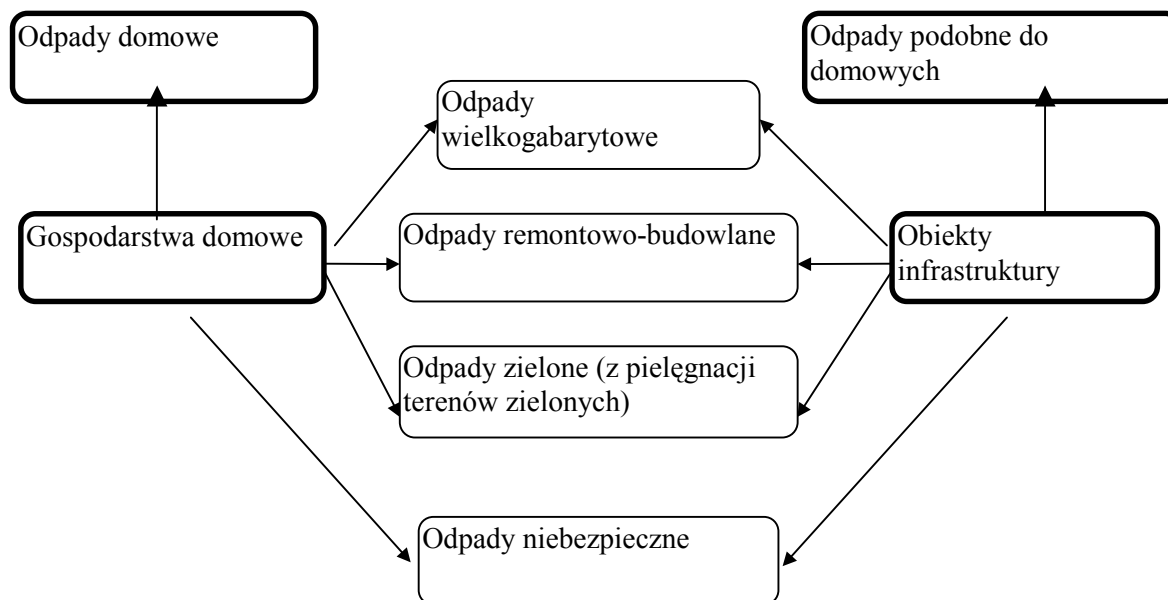 Odpady domowe
Odpady podobne do
domowych
Odpady
wielkogabarytowe
Gospodarstwa domowe
Odpady remontowo-budowlane
Obiekty
infrastruktury
Odpady zielone (z pielęgnacji
terenów zielonych)
Odpady niebezpieczne